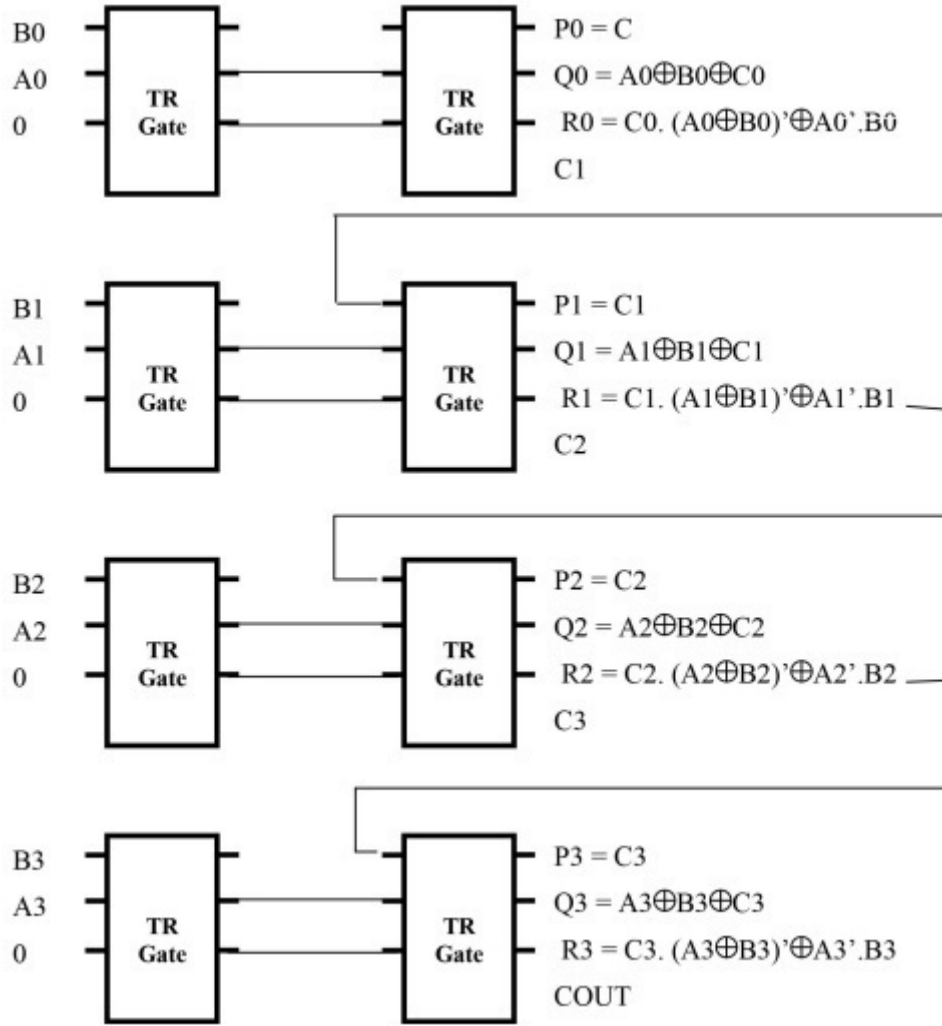 B0
A0
0
TR
Gate
TR
Gate
P0 = C
Q0 = A0⊕B0⊕C0
R0 = C0. (A0⊕B0)’⊕A0’.B0
C1
B1
A1
0
TR
Gate
TR
Gate
P1 = C1
Q1 = A1⊕B1⊕C1
R1 = C1. (A1⊕B1)’⊕A1’.B1
C2
B2
A2
0
TR
Gate
TR
Gate
P2 = C2
Q2 = A2⊕B2⊕C2
R2 = C2. (A2⊕B2)’⊕A2’.B2
C3
B3
A3
0
TR
Gate
TR
Gate
P3 = C3
Q3 = A3⊕B3⊕C3
R3 = C3. (A3⊕B3)’⊕A3’.B3
COUT